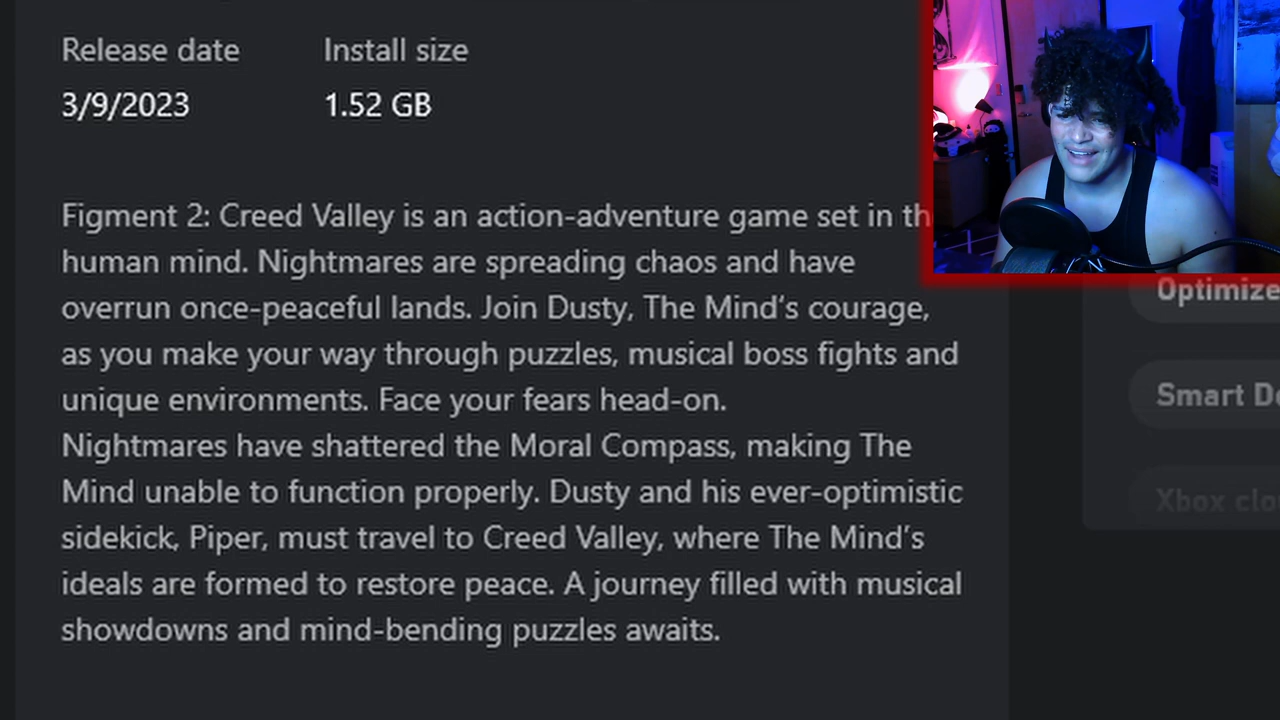 Release date
Install size
3/9/2023
1.52 GB
Figment 2: Creed Valley is an action-adventure game set in
human mind. Nightmares are spreading chaos and have
overrun once-peaceful lands. Join Dusty, The Mind's courage,
as you make your way through puzzles, musical boss fights and
unique environments. Face your fears head-on.
Nightmares have shattered the Moral Compass, making The
Mind unable to function properly. Dusty and his ever-optimistic
sidekick, Piper, must travel to Creed Valley, where The Mind's
ideals are formed to restore peace. A journey filled with musical
showdowns and mind-bending puzzles awaits.
Optimize
Smart
Xbox